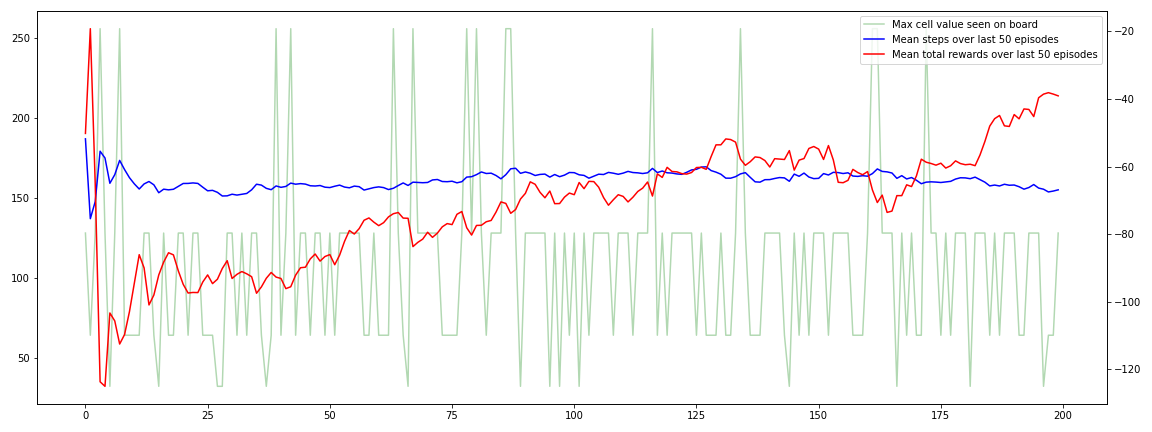 Max cell value seen on board
Mean steps over last 50 episodes
Mean total rewards over last 50 episodes
250
200
150
100
50
−20
−40
−60
−80
−100
−120
0 25 50 75 100 125 150 175 200